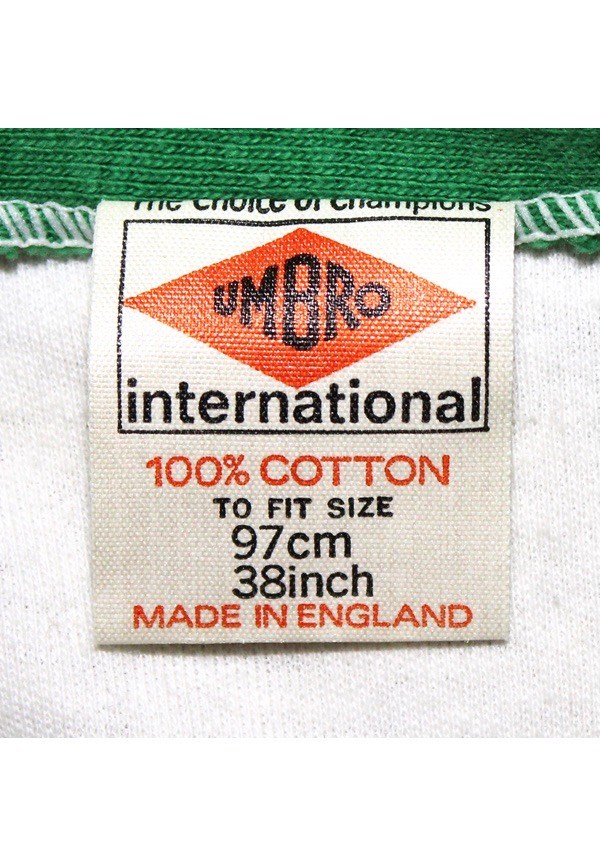 The Choice of Champions
UMBRO
international
100% COTTON
TO FIT SIZE
97cm
38inch
MADE IN ENGLAND